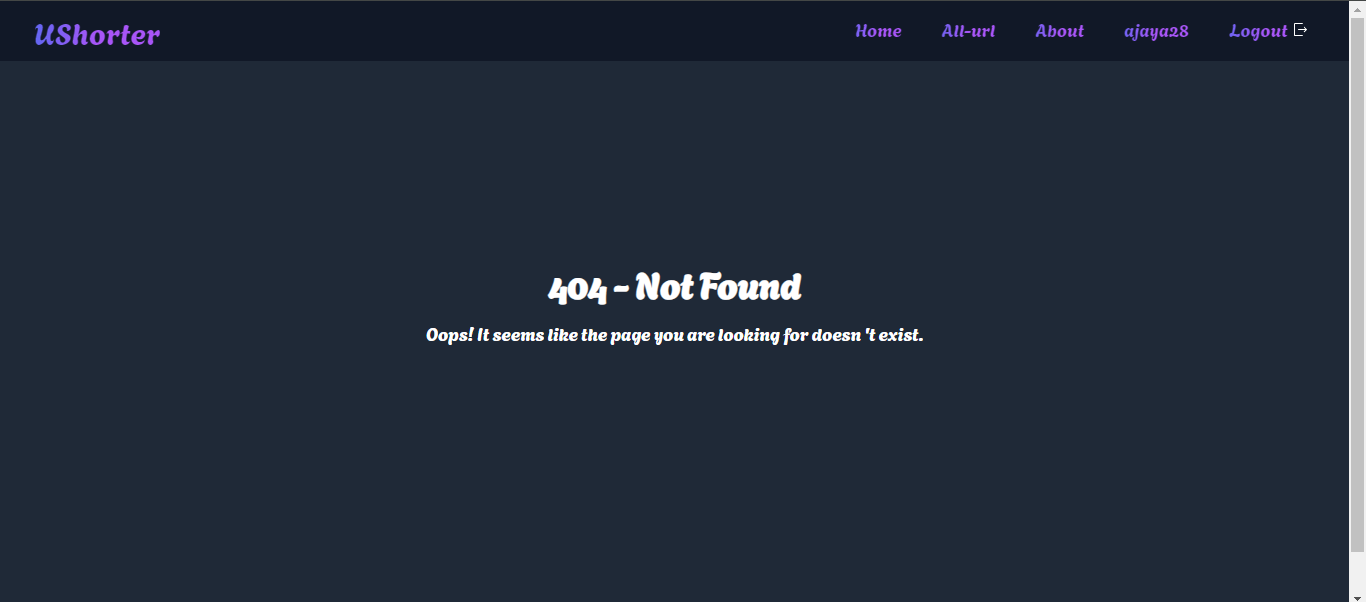 UShorter Home All-url About ajaya28 Logout
404 - Not Found
Oops! It seems like the page you are looking for doesn 't exist.